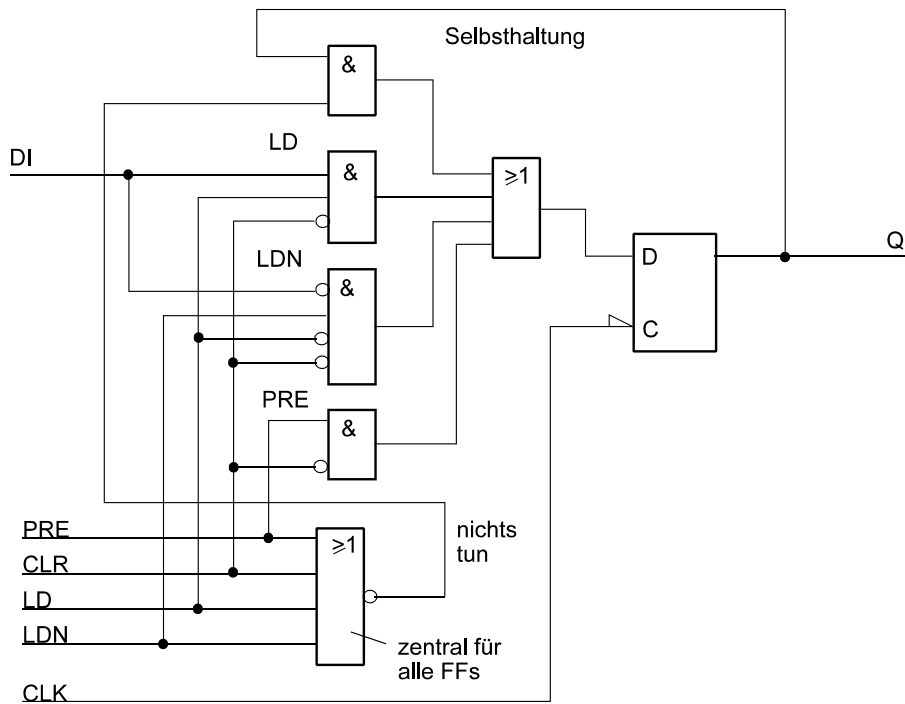 Selbsthaltung
&
LD
DI
&
≥1
LDN
&
D
Q
C
PRE
&
PRE
CLR
LD
LDN
CLK
≥1
nichts
tun
zentral für
alle FFs